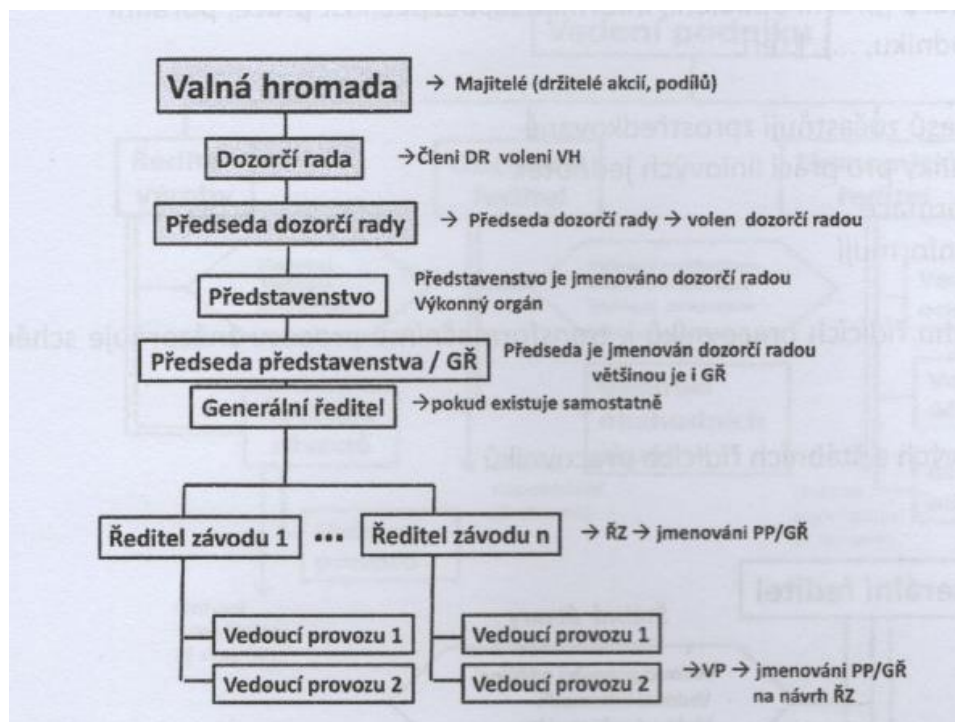 Valná hromada → Majitelé (držitelé akcií, podílů)
Dozorčí rada → Členi DR voleni VH
Předseda dozorčí rady → Předseda dozorčí rady → volen dozorčí radou
Představenstvo
Představenstvo je jmenováno dozorčí radou
Výkonný orgán
Předseda představenstva / GŘ
Předseda je jmenován dozorčí radou
většinou je i GŘ
Generální ředitel → pokud existuje samostatně
Ředitel závodu 1 ••• Ředitel závodu n → ŘZ → jmenováni PP/GŘ
Vedoucí provozu 1 Vedoucí provozu 1
Vedoucí provozu 2 Vedoucí provozu 2 → VP → jmenováni PP/GŘ
na návrh ŘZ